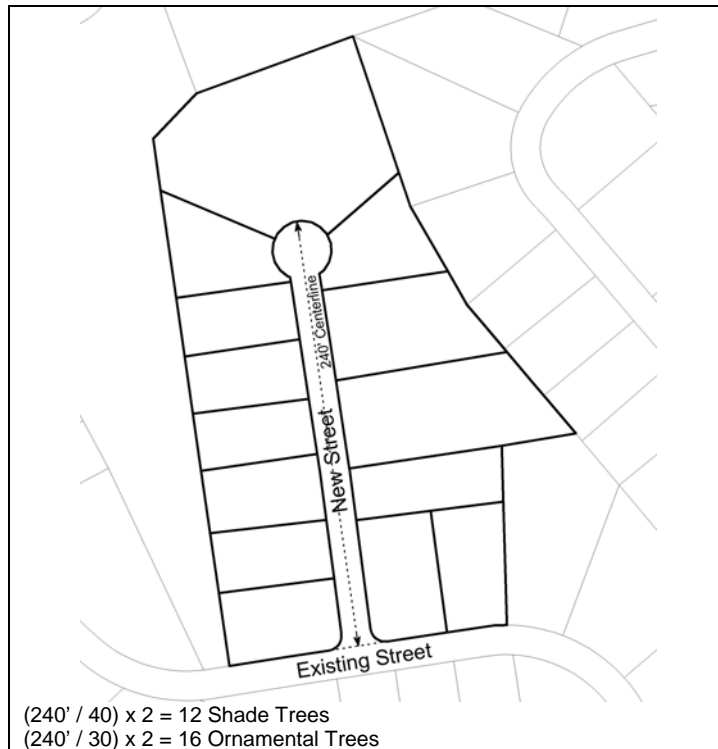 240' Centerline
New Street
Existing Street
(240' / 40) x 2 = 12 Shade Trees
(240' / 30) x 2 = 16 Ornamental Trees